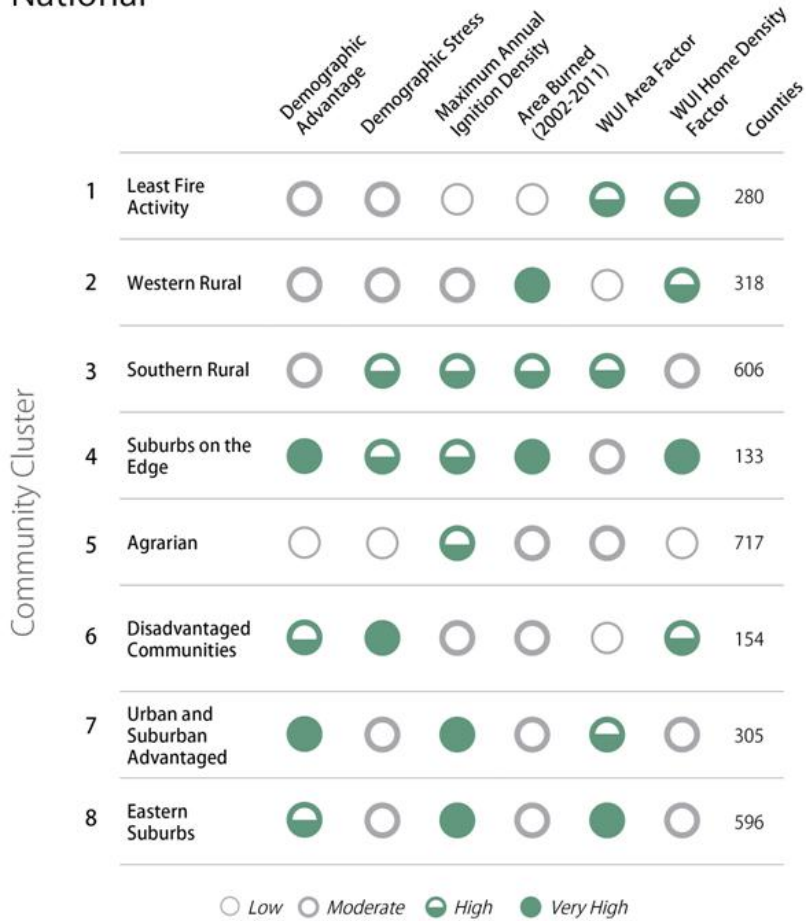 National
Demographic
Advantage
Demographic Stress
Maximum Annual
Ignition Density
Area Burned
(2002-2011)
WUI Area Factor
WUI Home Density
Factor
Counties
Community Cluster
1 Least Fire
Activity 280
2 Western Rural 318
3 Southern Rural 606
4 Suburbs on the
Edge 133
5 Agrarian 717
6 Disadvantaged
Communities 154
7 Urban and
Suburban
Advantaged 305
8 Eastern
Suburbs 596
Low Moderate High Very High